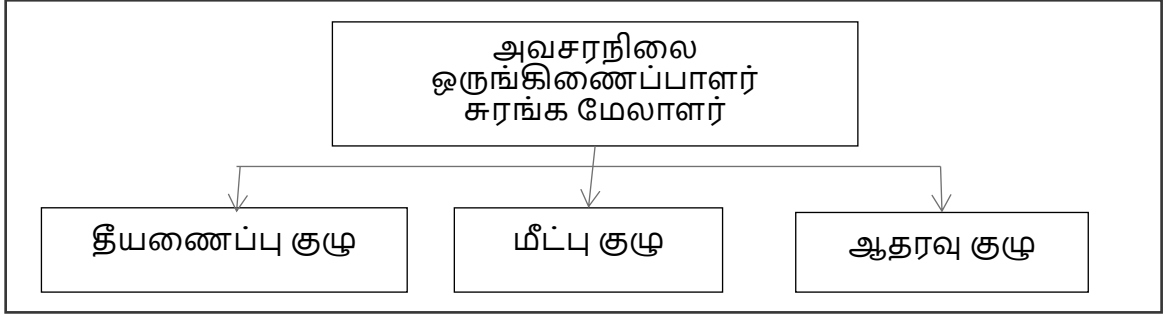 அவசரநிலை
ஒருங்கிணைப்பாளர்
சுரங்க மேலாளர்
தீயணைப்பு குழு
மீட்பு குழு
ஆதரவு குழு